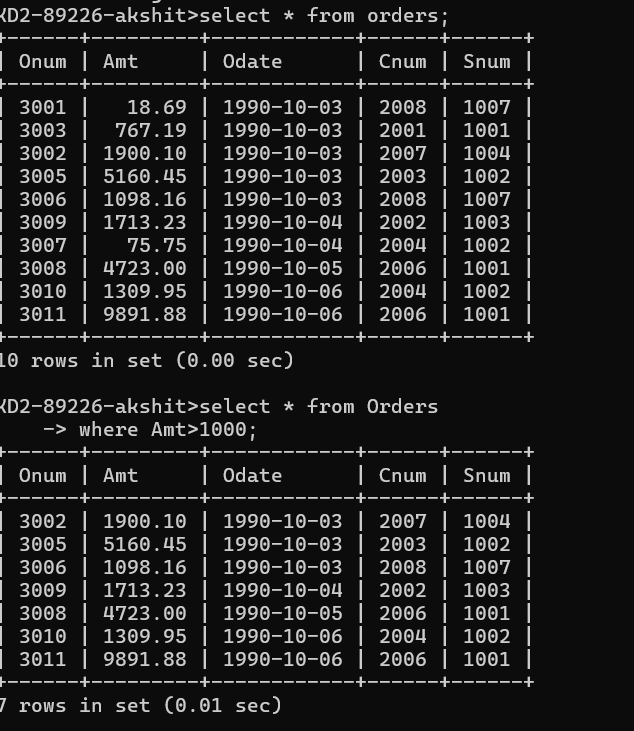 KD2-89226-akshit>select * from orders;
+------+---------+------------+------+------+
| Onum | Amt     | Odate      | Cnum | Snum |
+------+---------+------------+------+------+
| 3001 |   18.69 | 1990-10-03 | 2008 | 1007 |
| 3003 |  767.19 | 1990-10-03 | 2001 | 1001 |
| 3002 | 1900.10 | 1990-10-03 | 2007 | 1004 |
| 3005 | 5160.45 | 1990-10-03 | 2003 | 1002 |
| 3006 | 1098.16 | 1990-10-03 | 2008 | 1007 |
| 3009 | 1713.23 | 1990-10-04 | 2002 | 1003 |
| 3007 |   75.75 | 1990-10-04 | 2004 | 1002 |
| 3008 | 4723.00 | 1990-10-05 | 2006 | 1001 |
| 3010 | 1309.95 | 1990-10-06 | 2004 | 1002 |
| 3011 | 9891.88 | 1990-10-06 | 2006 | 1001 |
+------+---------+------------+------+------+
10 rows in set (0.00 sec)
KD2-89226-akshit>select * from Orders
    -> where Amt>1000;
+------+---------+------------+------+------+
| Onum | Amt     | Odate      | Cnum | Snum |
+------+---------+------------+------+------+
| 3002 | 1900.10 | 1990-10-03 | 2007 | 1004 |
| 3005 | 5160.45 | 1990-10-03 | 2003 | 1002 |
| 3006 | 1098.16 | 1990-10-03 | 2008 | 1007 |
| 3009 | 1713.23 | 1990-10-04 | 2002 | 1003 |
| 3008 | 4723.00 | 1990-10-05 | 2006 | 1001 |
| 3010 | 1309.95 | 1990-10-06 | 2004 | 1002 |
| 3011 | 9891.88 | 1990-10-06 | 2006 | 1001 |
+------+---------+------------+------+------+
7 rows in set (0.01 sec)